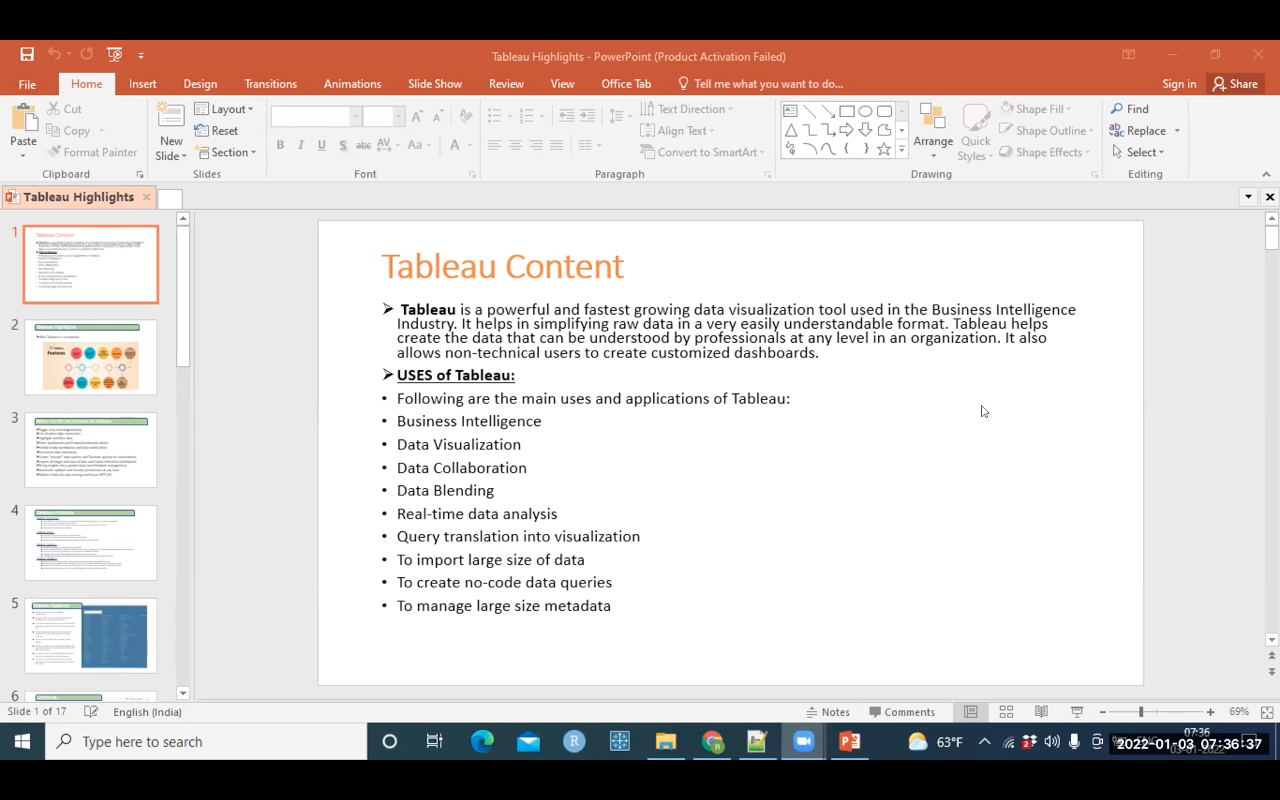 Tableau Highlights - PowerPoint (Product Activation Failed)
File Home Insert Design Transitions Animations Slide Show Review View Office Tab Tell me what you want to do... Sign in Share
Paste
Cut
Copy
Format Painter
Clipboard
New
Slide
Layout
Reset
Section
Slides
Font
Text Direction
Align Text
Convert to SmartArt
Paragraph
Arrange
Quick
Styles
Shape Fill
Shape Outline
Shape Effects
Drawing
Find
Replace
Select
Editing
Tableau Highlights
1
Tableau Content
2
3
4
5
6
Tableau Content
Tableau is a powerful and fastest growing data visualization tool used in the Business Intelligence
Industry. It helps in simplifying raw data in a very easily understandable format. Tableau helps
create the data that can be understood by professionals at any level in an organization. It also
allows non-technical users to create customized dashboards.
USES of Tableau:
• Following are the main uses and applications of Tableau:
• Business Intelligence
• Data Visualization
• Data Collaboration
• Data Blending
• Real-time data analysis
• Query transation into visualization
• To import large size of data
• To create no-code data queries
• To manage large size metadata
Slide 1 of 17 English (India) Notes Comments 69%
Type here to search
63°F
07:36
2022-01-03 07:36:37